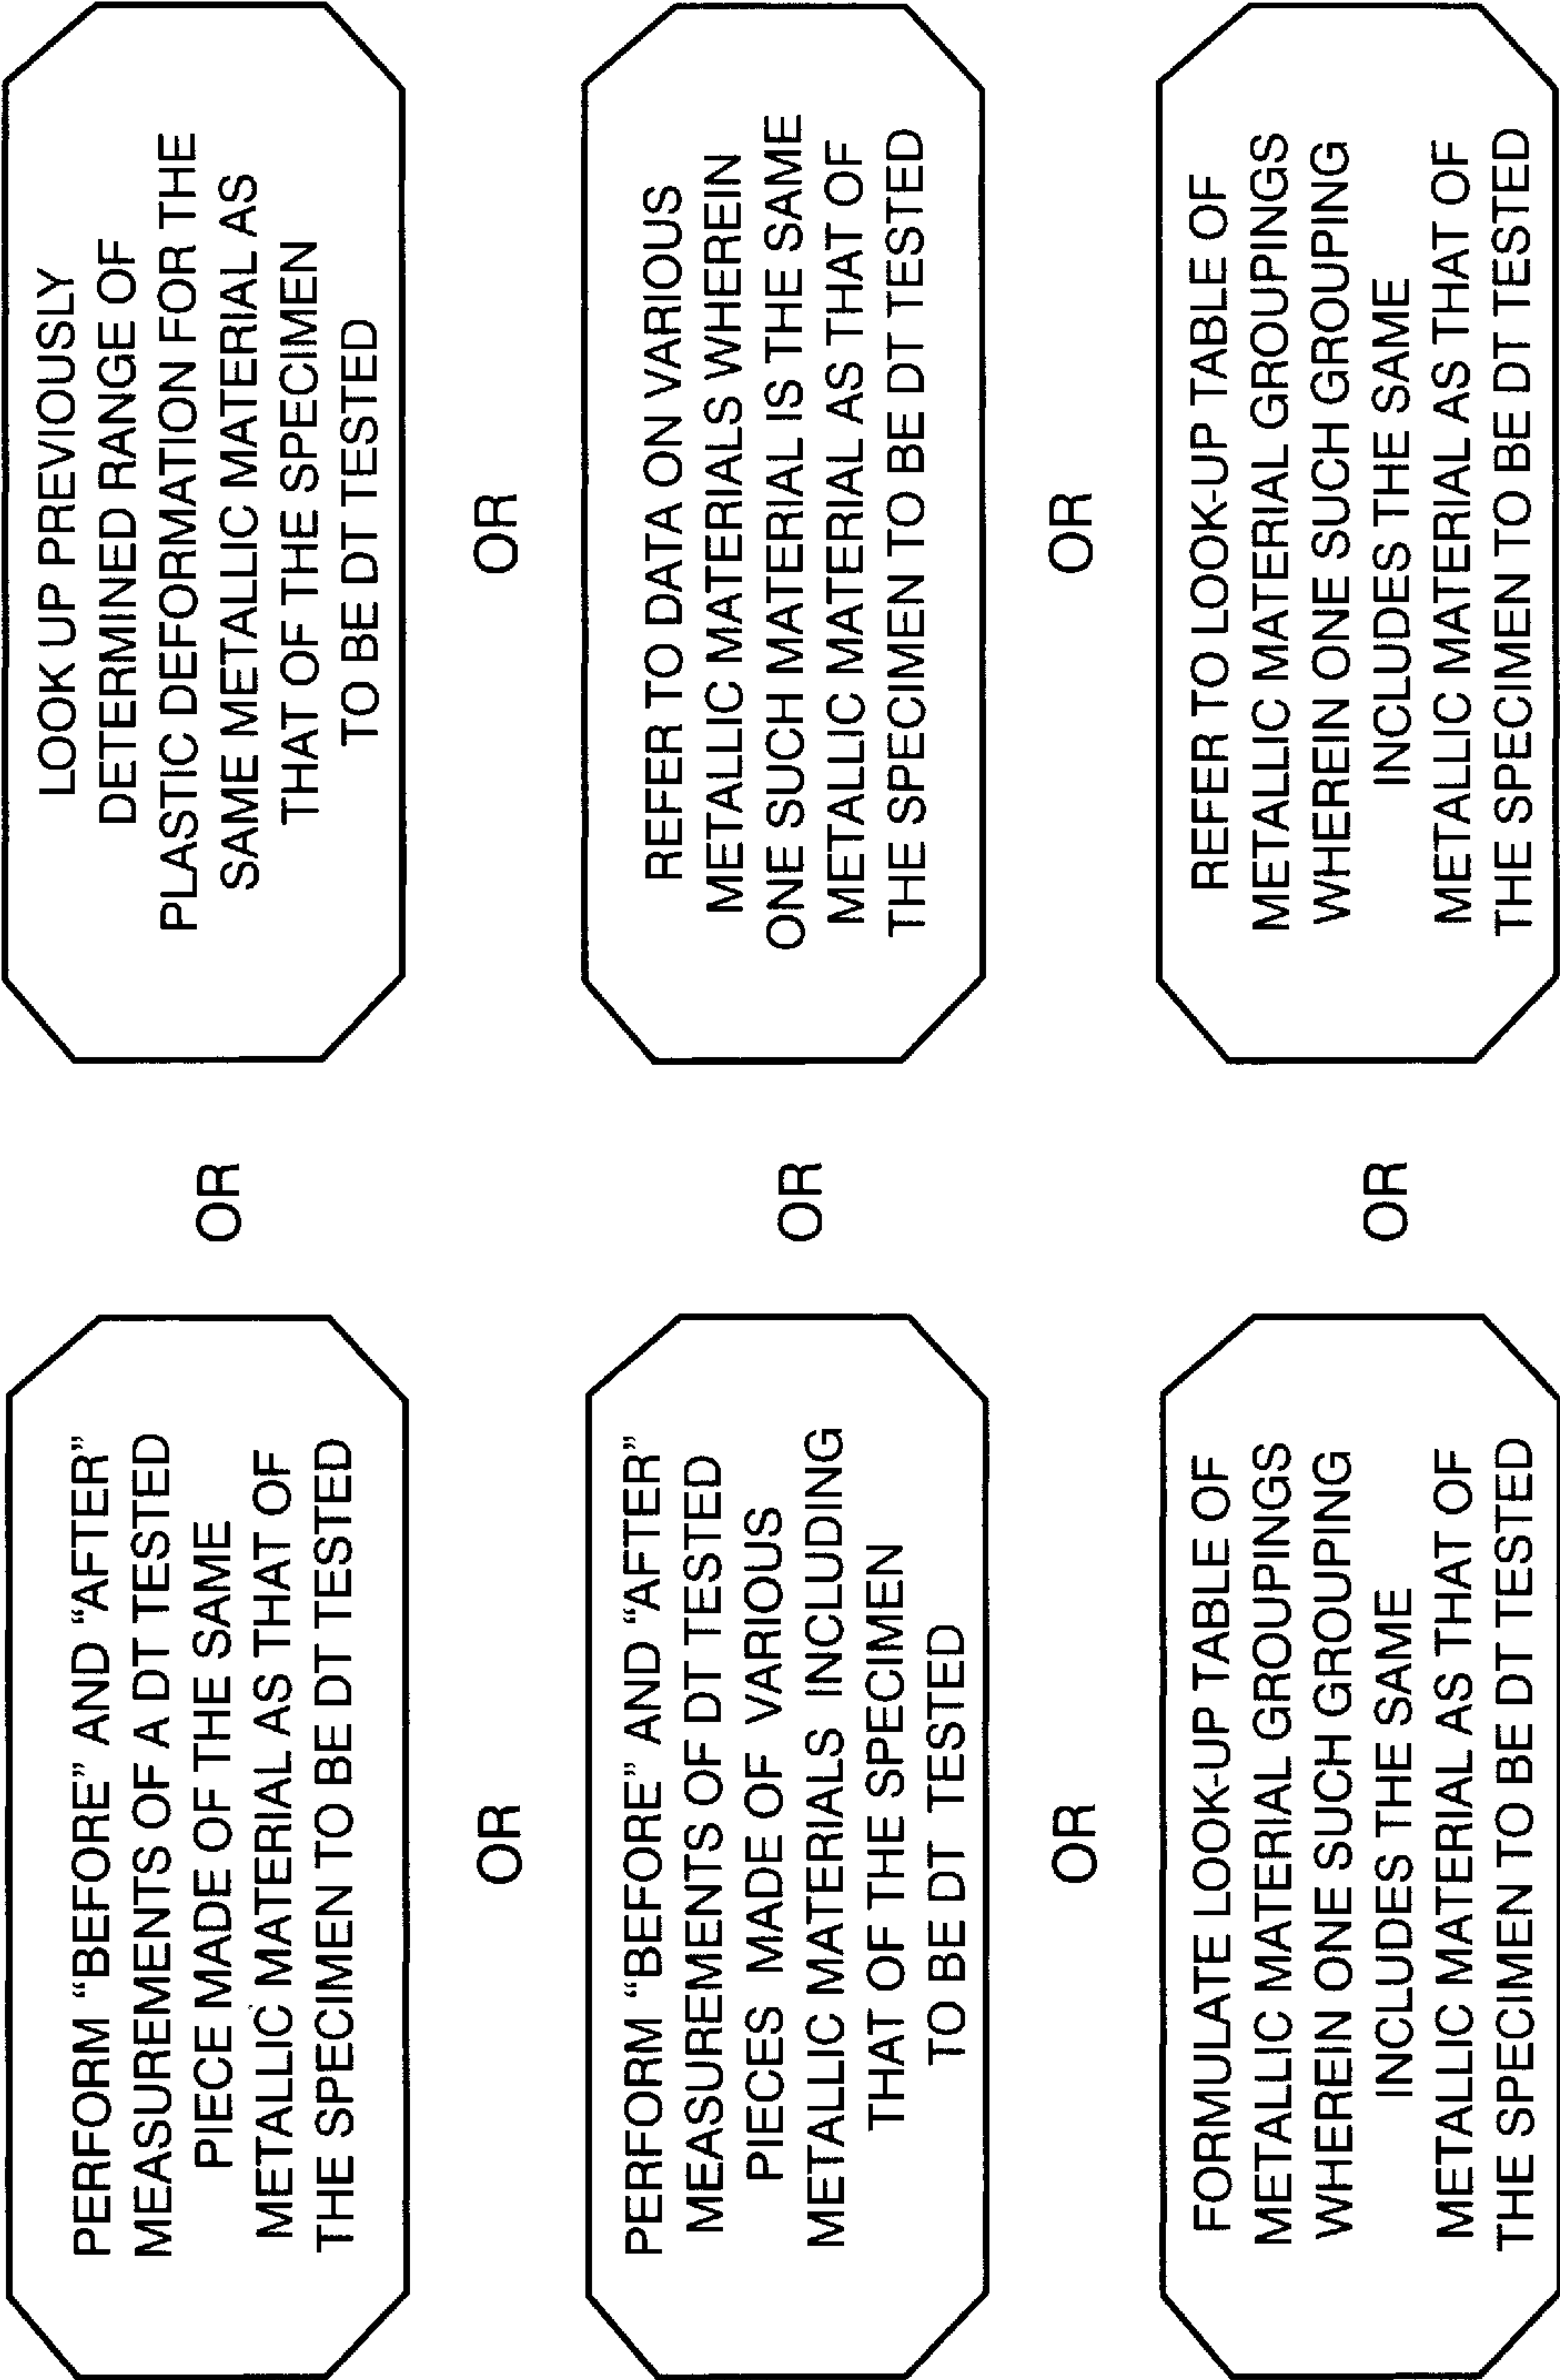 PERFORM “BEFORE” AND “AFTER”
MEASUREMENTS OF A DT TESTED
PIECE MADE OF THE SAME
METALLIC MATERIAL AS THAT OF
THE SPECIMEN TO BE DT TESTED
OR
LOOK UP PREVIOUSLY
DETERMINED RANGE OF
PLASTIC DEFORMATION FOR THE
SAME METALLIC MATERIAL AS
THAT OF THE SPECIMEN
TO BE DT TESTED
OR
OR
PERFORM “BEFORE” AND “AFTER”
MEASUREMENTS OF DT TESTED
PIECES MADE OF VARIOUS
METALLIC MATERIALS INCLUDING
THAT OF THE SPECIMEN
TO BE DT TESTED
OR
REFER TO DATA ON VARIOUS
METALLIC MATERIALS WHEREIN
ONE SUCH MATERIAL IS THE SAME
METALLIC MATERIAL AS THAT OF
THE SPECIMEN TO BE DT TESTED
OR
OR
FORMULATE LOOK-UP TABLE OF
METALLIC MATERIAL GROUPINGS
WHEREIN ONE SUCH GROUPING
INCLUDES THE SAME
METALLIC MATERIAL AS THAT OF
THE SPECIMEN TO BE DT TESTED
OR
REFER TO LOOK-UP TABLE OF
METALLIC MATERIAL GROUPINGS
WHEREIN ONE SUCH GROUPING
INCLUDES THE SAME
METALLIC MATERIAL AS THAT OF
THE SPECIMEN TO BE DT TESTED